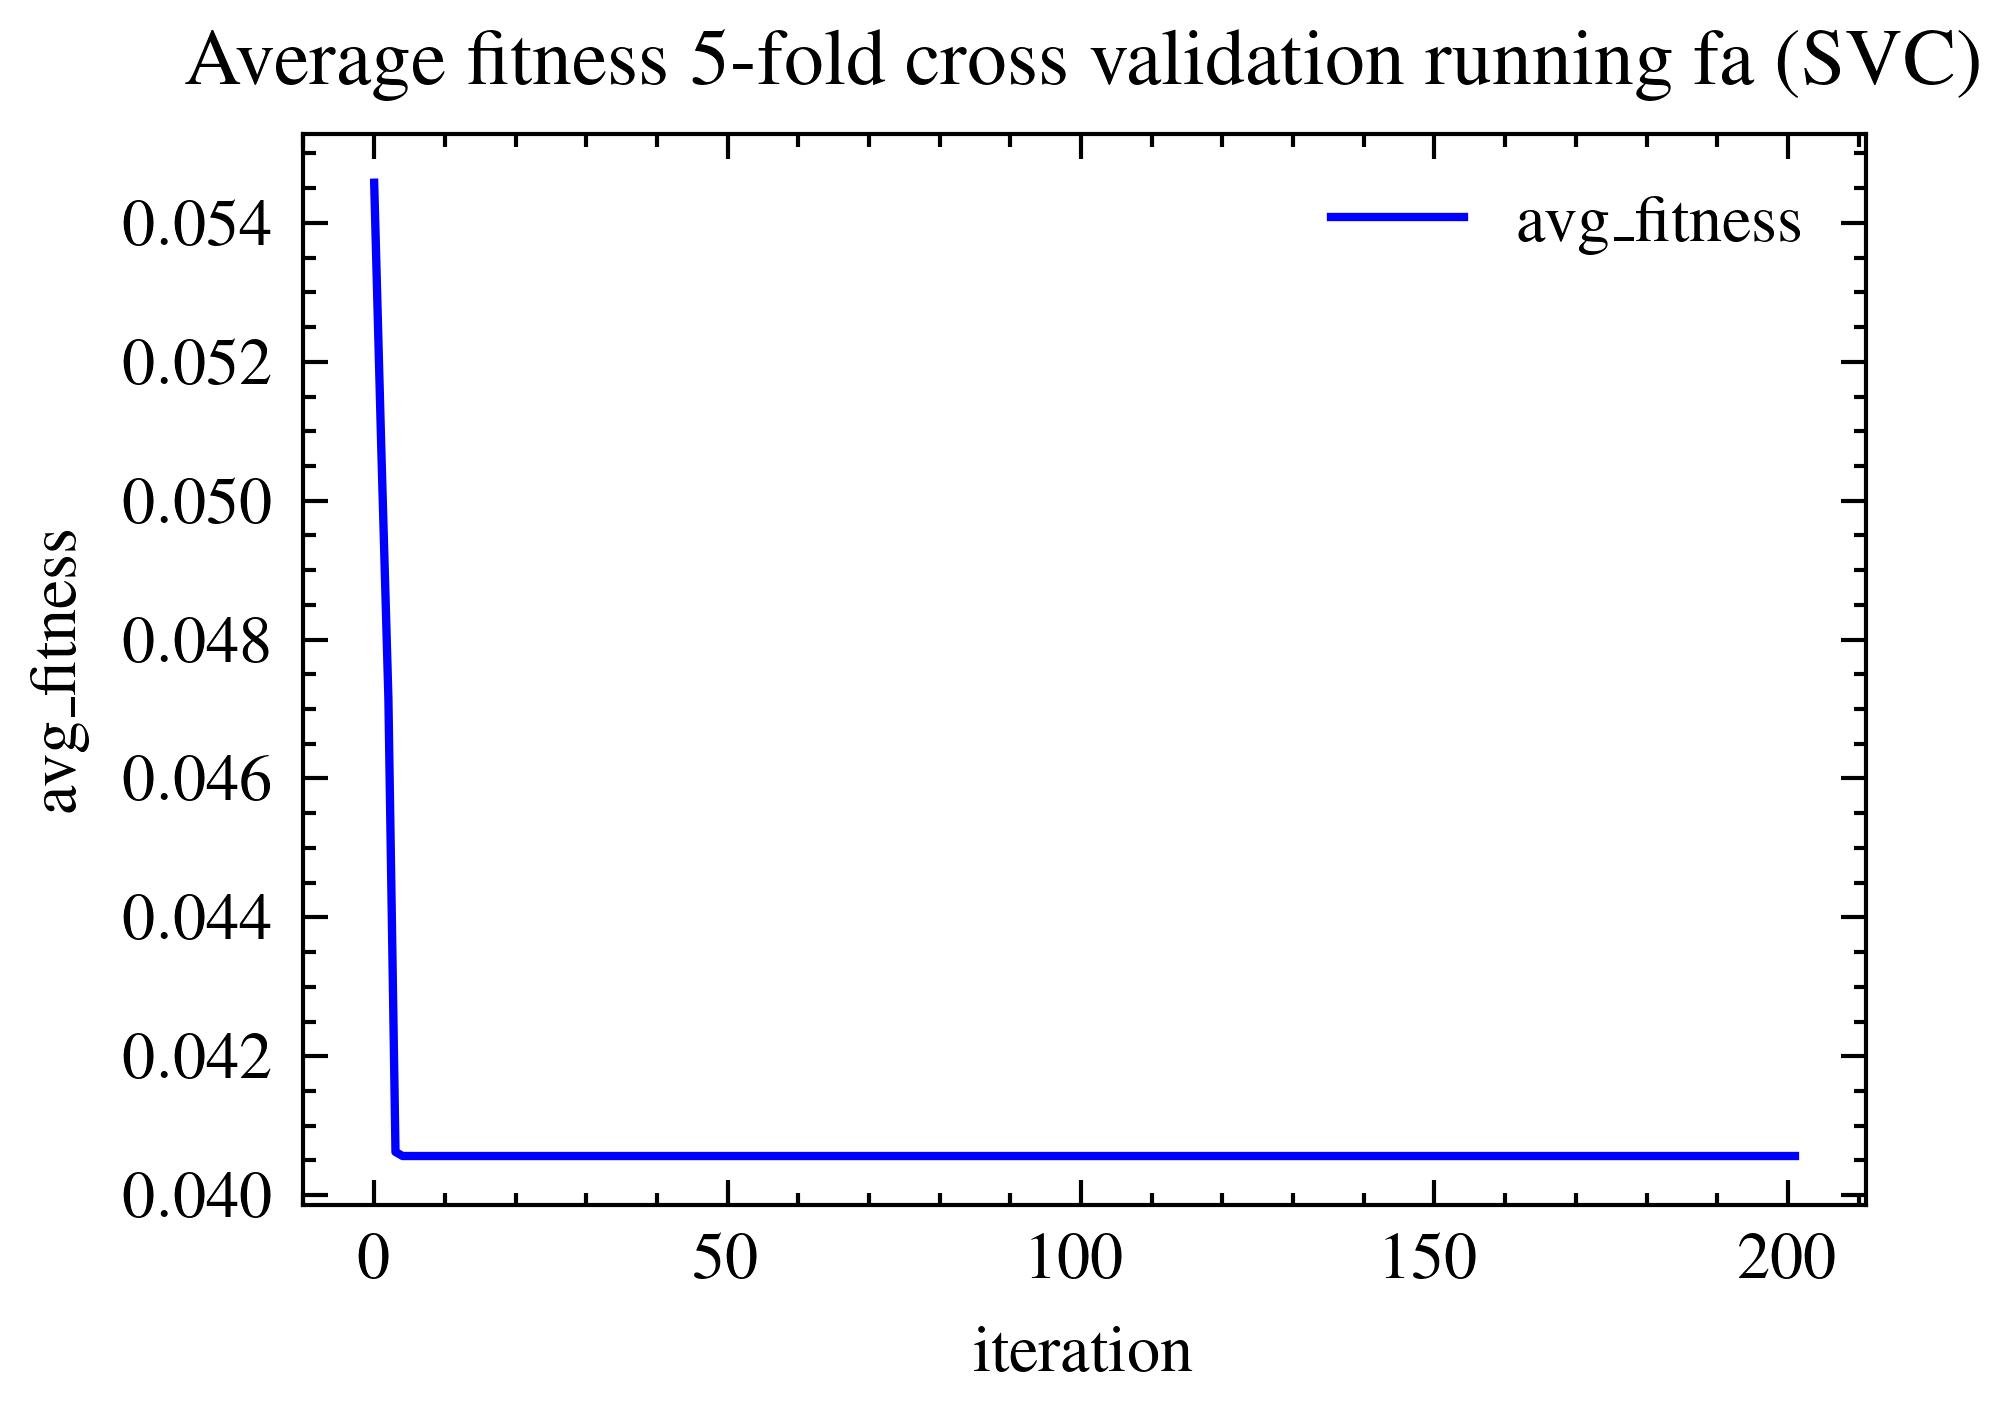 Average fitness 5-fold cross validation running fa (SVC)
avg_fitness
0.054
0.052
0.050
0.048
0.046
0.044
0.042
0.040
avg_fitness
0 50 100 150 200
iteration